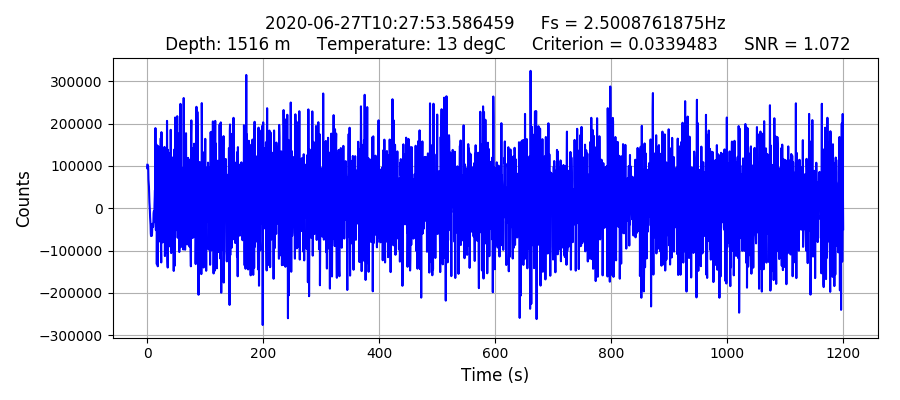 2020-06-27T10:27:53.586459     Fs = 2.5008761875Hz
Depth: 1516 m     Temperature: 13 degC     Criterion = 0.0339483     SNR = 1.072
Counts
300000
200000
100000
0
−100000
−200000
−300000
0 200 400 600 800 1000 1200
Time (s)